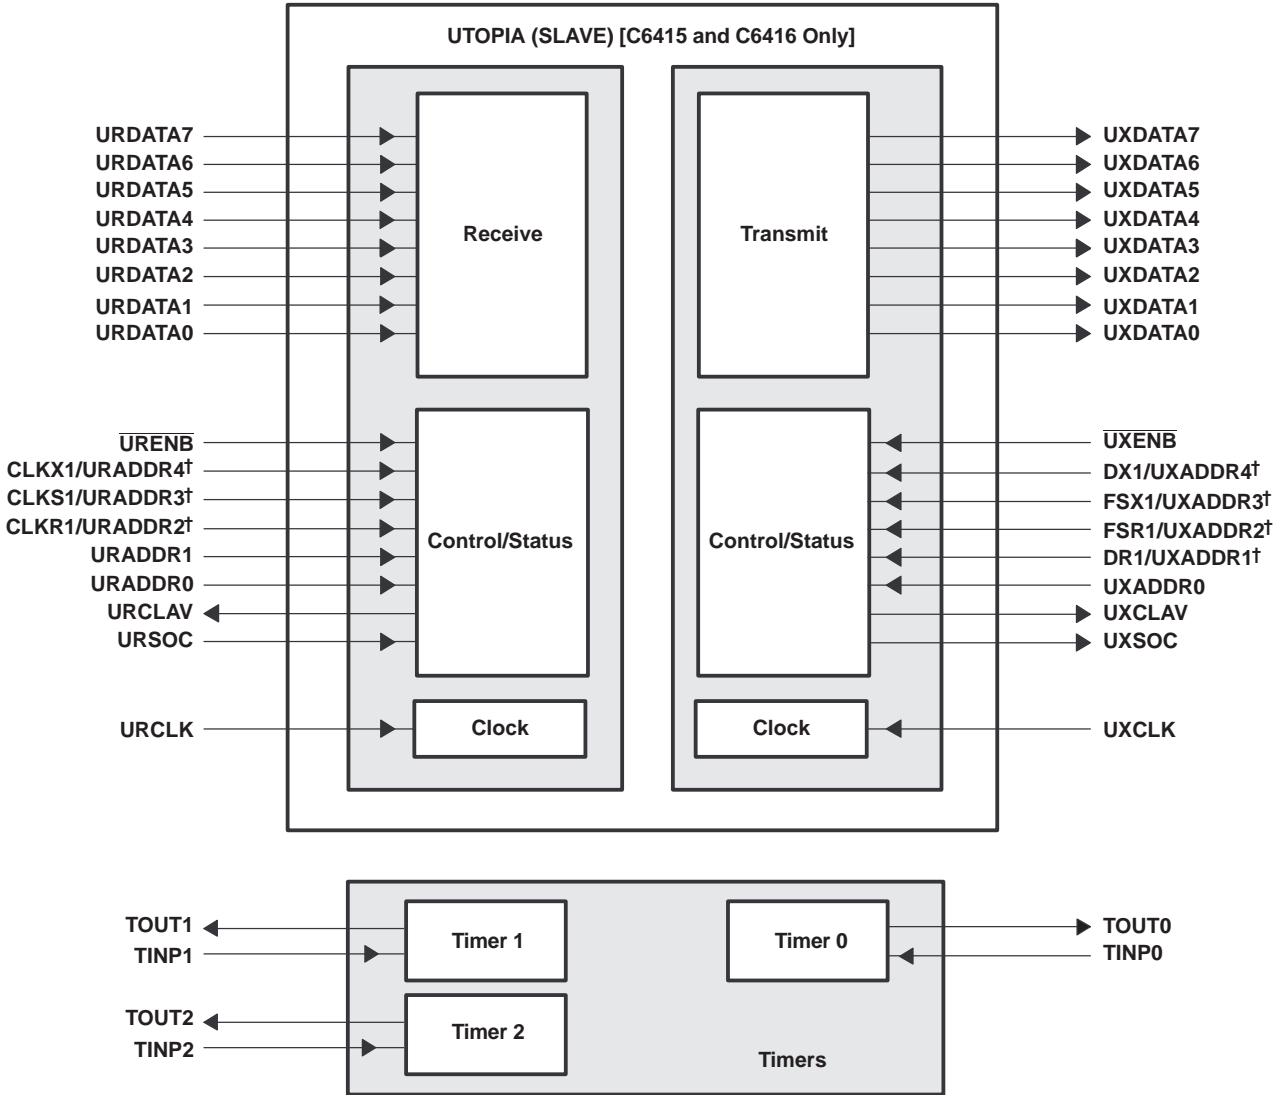 UTOPIA (SLAVE) [C6415 and C6416 Only]
URDATA7
URDATA6
URDATA5
URDATA4
URDATA3
URDATA2
URDATA1
URDATA0
Receive
Transmit
UXDATA7
UXDATA6
UXDATA5
UXDATA4
UXDATA3
UXDATA2
UXDATA1
UXDATA0
URENB
CLKX1/URADDR4†
CLKS1/URADDR3†
CLKR1/URADDR2†
URADDR1
URADDR0
URCLAV
URSOC
Control/Status
Control/Status
UXENB
DX1/UXADDR4†
FSX1/UXADDR3†
FSR1/UXADDR2†
DR1/UXADDR1†
UXADDR0
UXCLAV
UXSOC
URCLK
Clock
Clock
UXCLK
TOUT1
TINP1
Timer 1
Timer 0
TOUT0
TINP0
TOUT2
TINP2
Timer 2
Timers